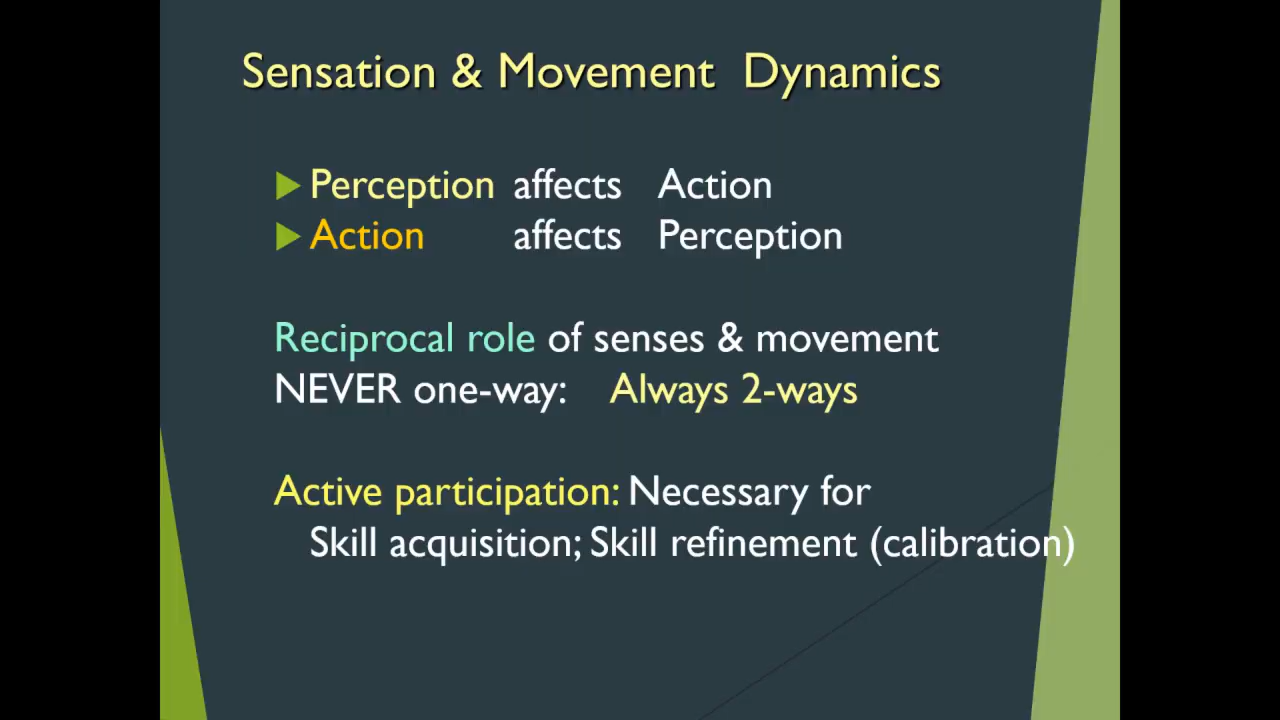 Sensation & Movement Dynamics
Perception affects Action
Action affects Perception
Reciprocal role of senses & movement
NEVER one-way: Always 2-ways
Active participation: Necessary for
Skill acquisition; Skill refinement (calibration)